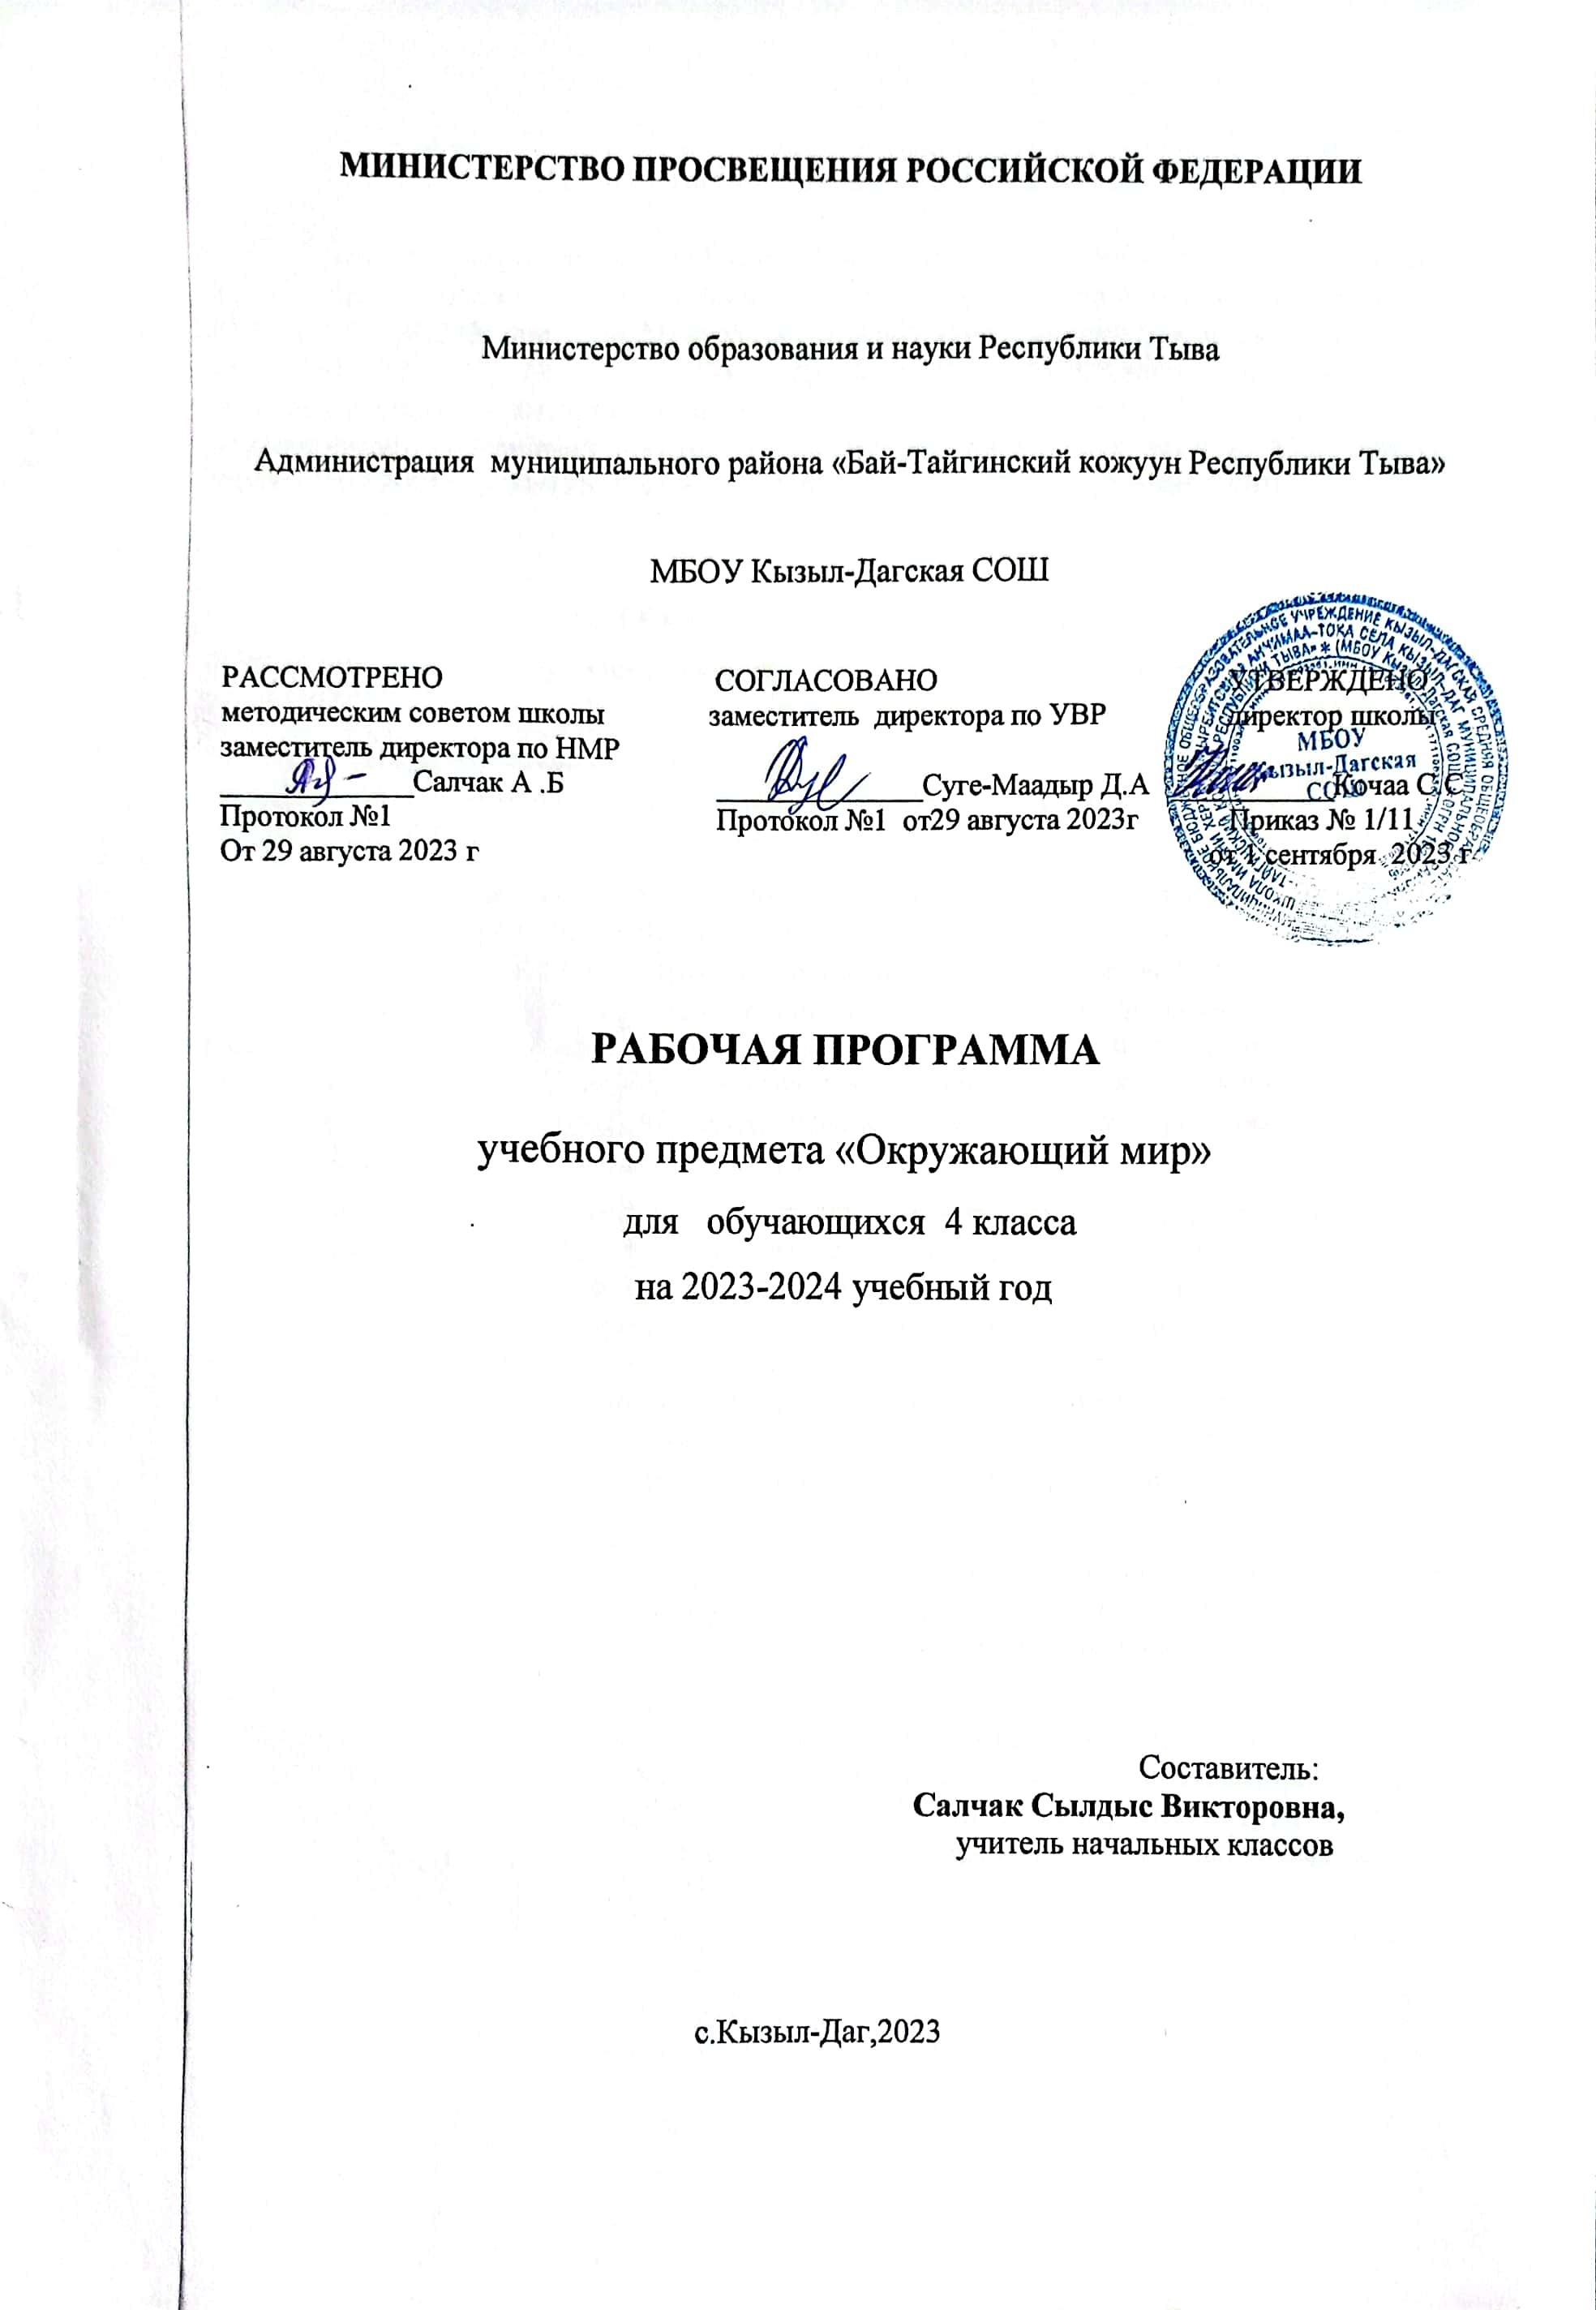 МИНИСТЕРСТВО ПРОСВЕЩЕНИЯ РОССИЙСКОЙ ФЕДЕРАЦИИ
Министерство образования и науки Республики Тыва
Администрация муниципального района «Бай-Тайгинский кожуун Республики Тыва»
МБОУ Кызыл-Дагская СОШ
РАССМОТРЕНО
методическим советом школы
заместитель директора по НМР
______________Салчак А .Б
Протокол №1
От 29 августа 2023 г
СОГЛАСОВАНО
заместитель директора по УВР
______________Суге-Маадыр Д.А
Протокол №1 от29 августа 2023г
УТВЕРЖДЕНО
директор школы
__________Кочаа С.С
Приказ № 1/11
от 1 сентября 2023 г
МБОУ
Кызыл-Дагская
СОШ
РАБОЧАЯ ПРОГРАММА
учебного предмета «Окружающий мир»
для обучающихся 4 класса
на 2023-2024 учебный год
Составитель:
Салчак Сылдыс Викторовна,
учитель начальных классов
с.Кызыл-Даг,2023